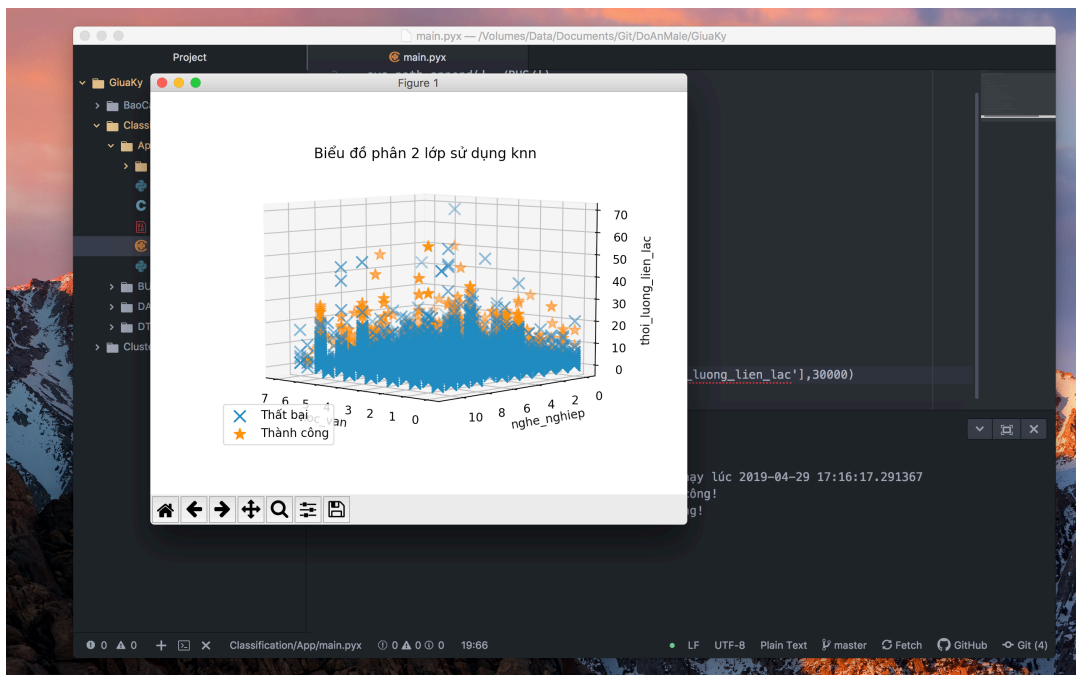 main.pyx — /Volumes/Data/Documents/Git/DoAnMale/GiuaKy
Project
main.pyx
GiuaKy
BaoCa
Class
Ap
C
BU
DA
DT
Cluste
Figure 1
Biểu đồ phân 2 lớp sử dụng knn
70
60
50
40
30
20
10
0
thoi_luong_lien_lac
7 6 5 4 3 2 1 0
10 8 6 4 2 0
nghe_nghiep
Thất bại
Thành công
_luong_lien_lac'],30000)
lúc 2019-04-29 17:16:17.291367
công!
0 0 Classification/App/main.pyx 0 0 0 19:66
LF UTF-8 Plain Text master Fetch GitHub Git (4)